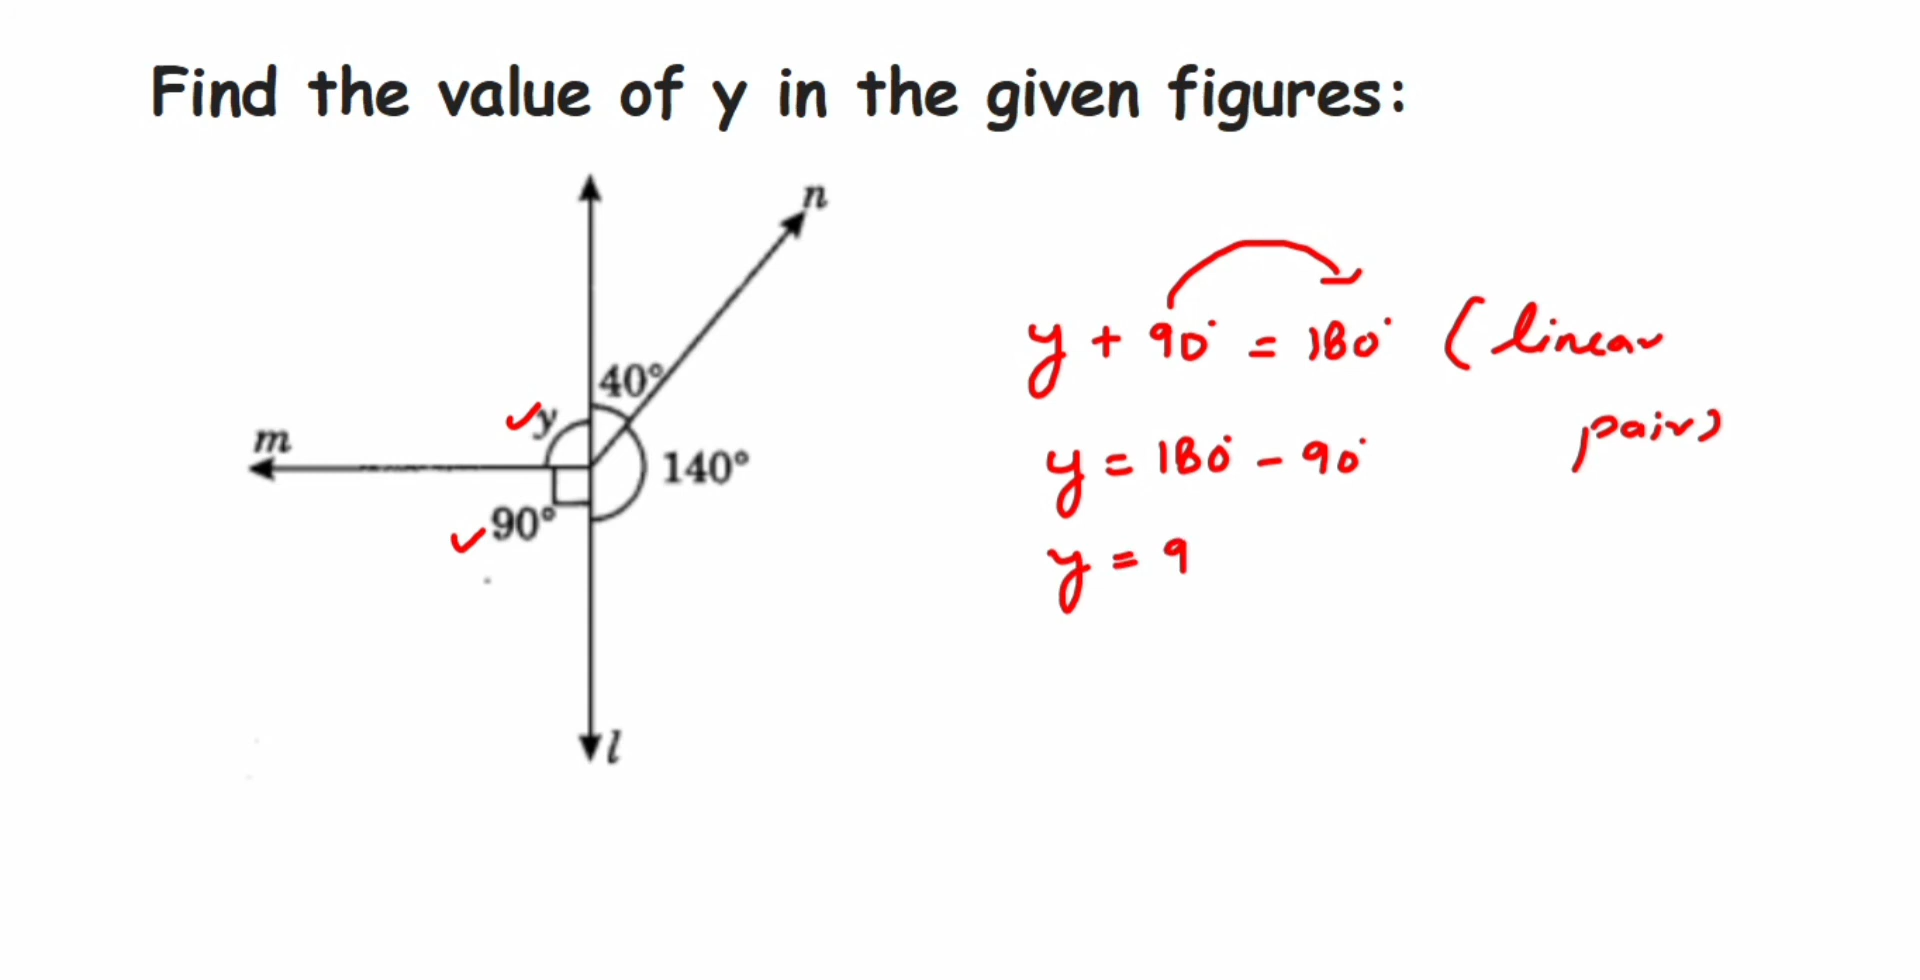 Find the value of y in the given figures:
n
40°
y
m
140°
90°
l
y + 90° = 180° (linear
pair)
y = 180° - 90°
y = 9